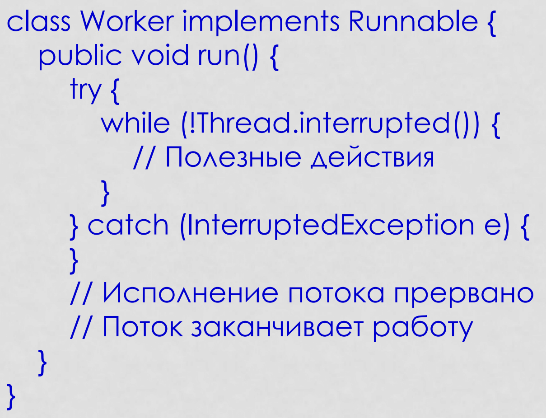 class Worker implements Runnable {
public void run() {
try {
while (!Thread.interrupted()) {
// Полезные действия
}
} catch (InterruptedException e) {
}
// Исполнение потока прервано
// Поток заканчивает работу
}
}